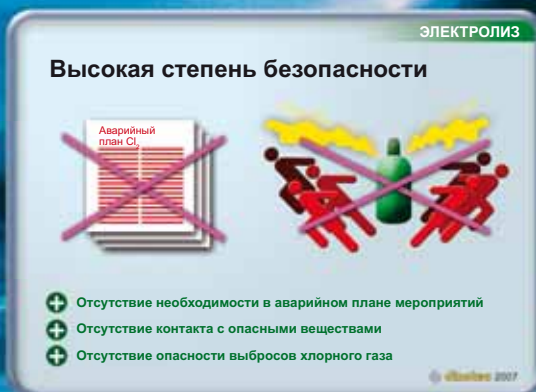 ЭЛЕКТРОЛИЗ
Высокая степень безопасности
Аварийный
план Cl₂
Отсутствие необходимости в аварийном плане мероприятий
Отсутствие контакта с опасными веществами
Отсутствие опасности выбросов хлорного газа
© dinotec 2007